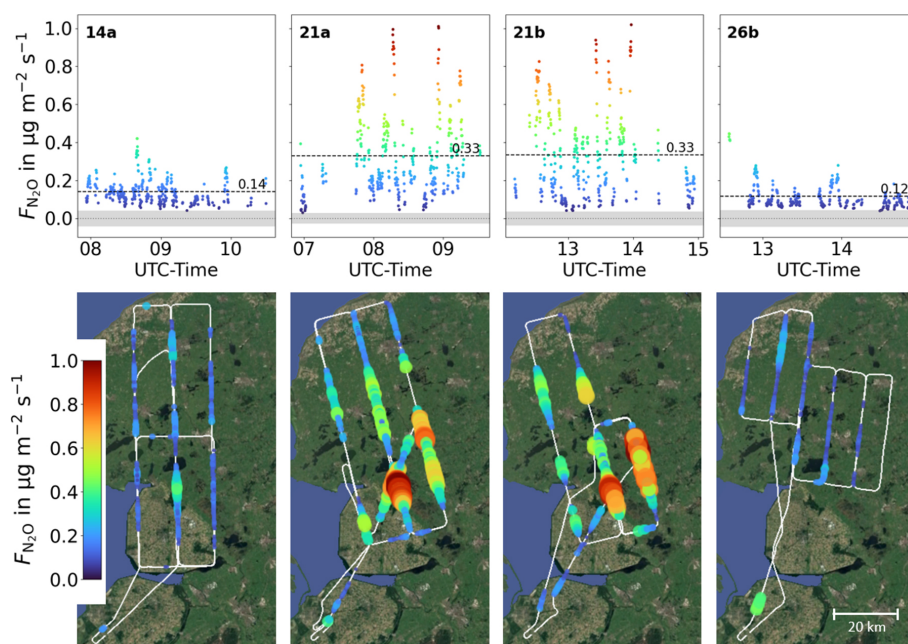 14a
21a
21b
26b
F_N₂O in µg m⁻² s⁻¹
1.0
0.8
0.6
0.4
0.2
0.0
0.14
0.33
0.33
0.12
08 09 10
07 08 09
12 13 14 15
13 14
UTC-Time
UTC-Time
UTC-Time
UTC-Time
F_N₂O in µg m⁻² s⁻¹
1.0
0.8
0.6
0.4
0.2
0.0
20 km